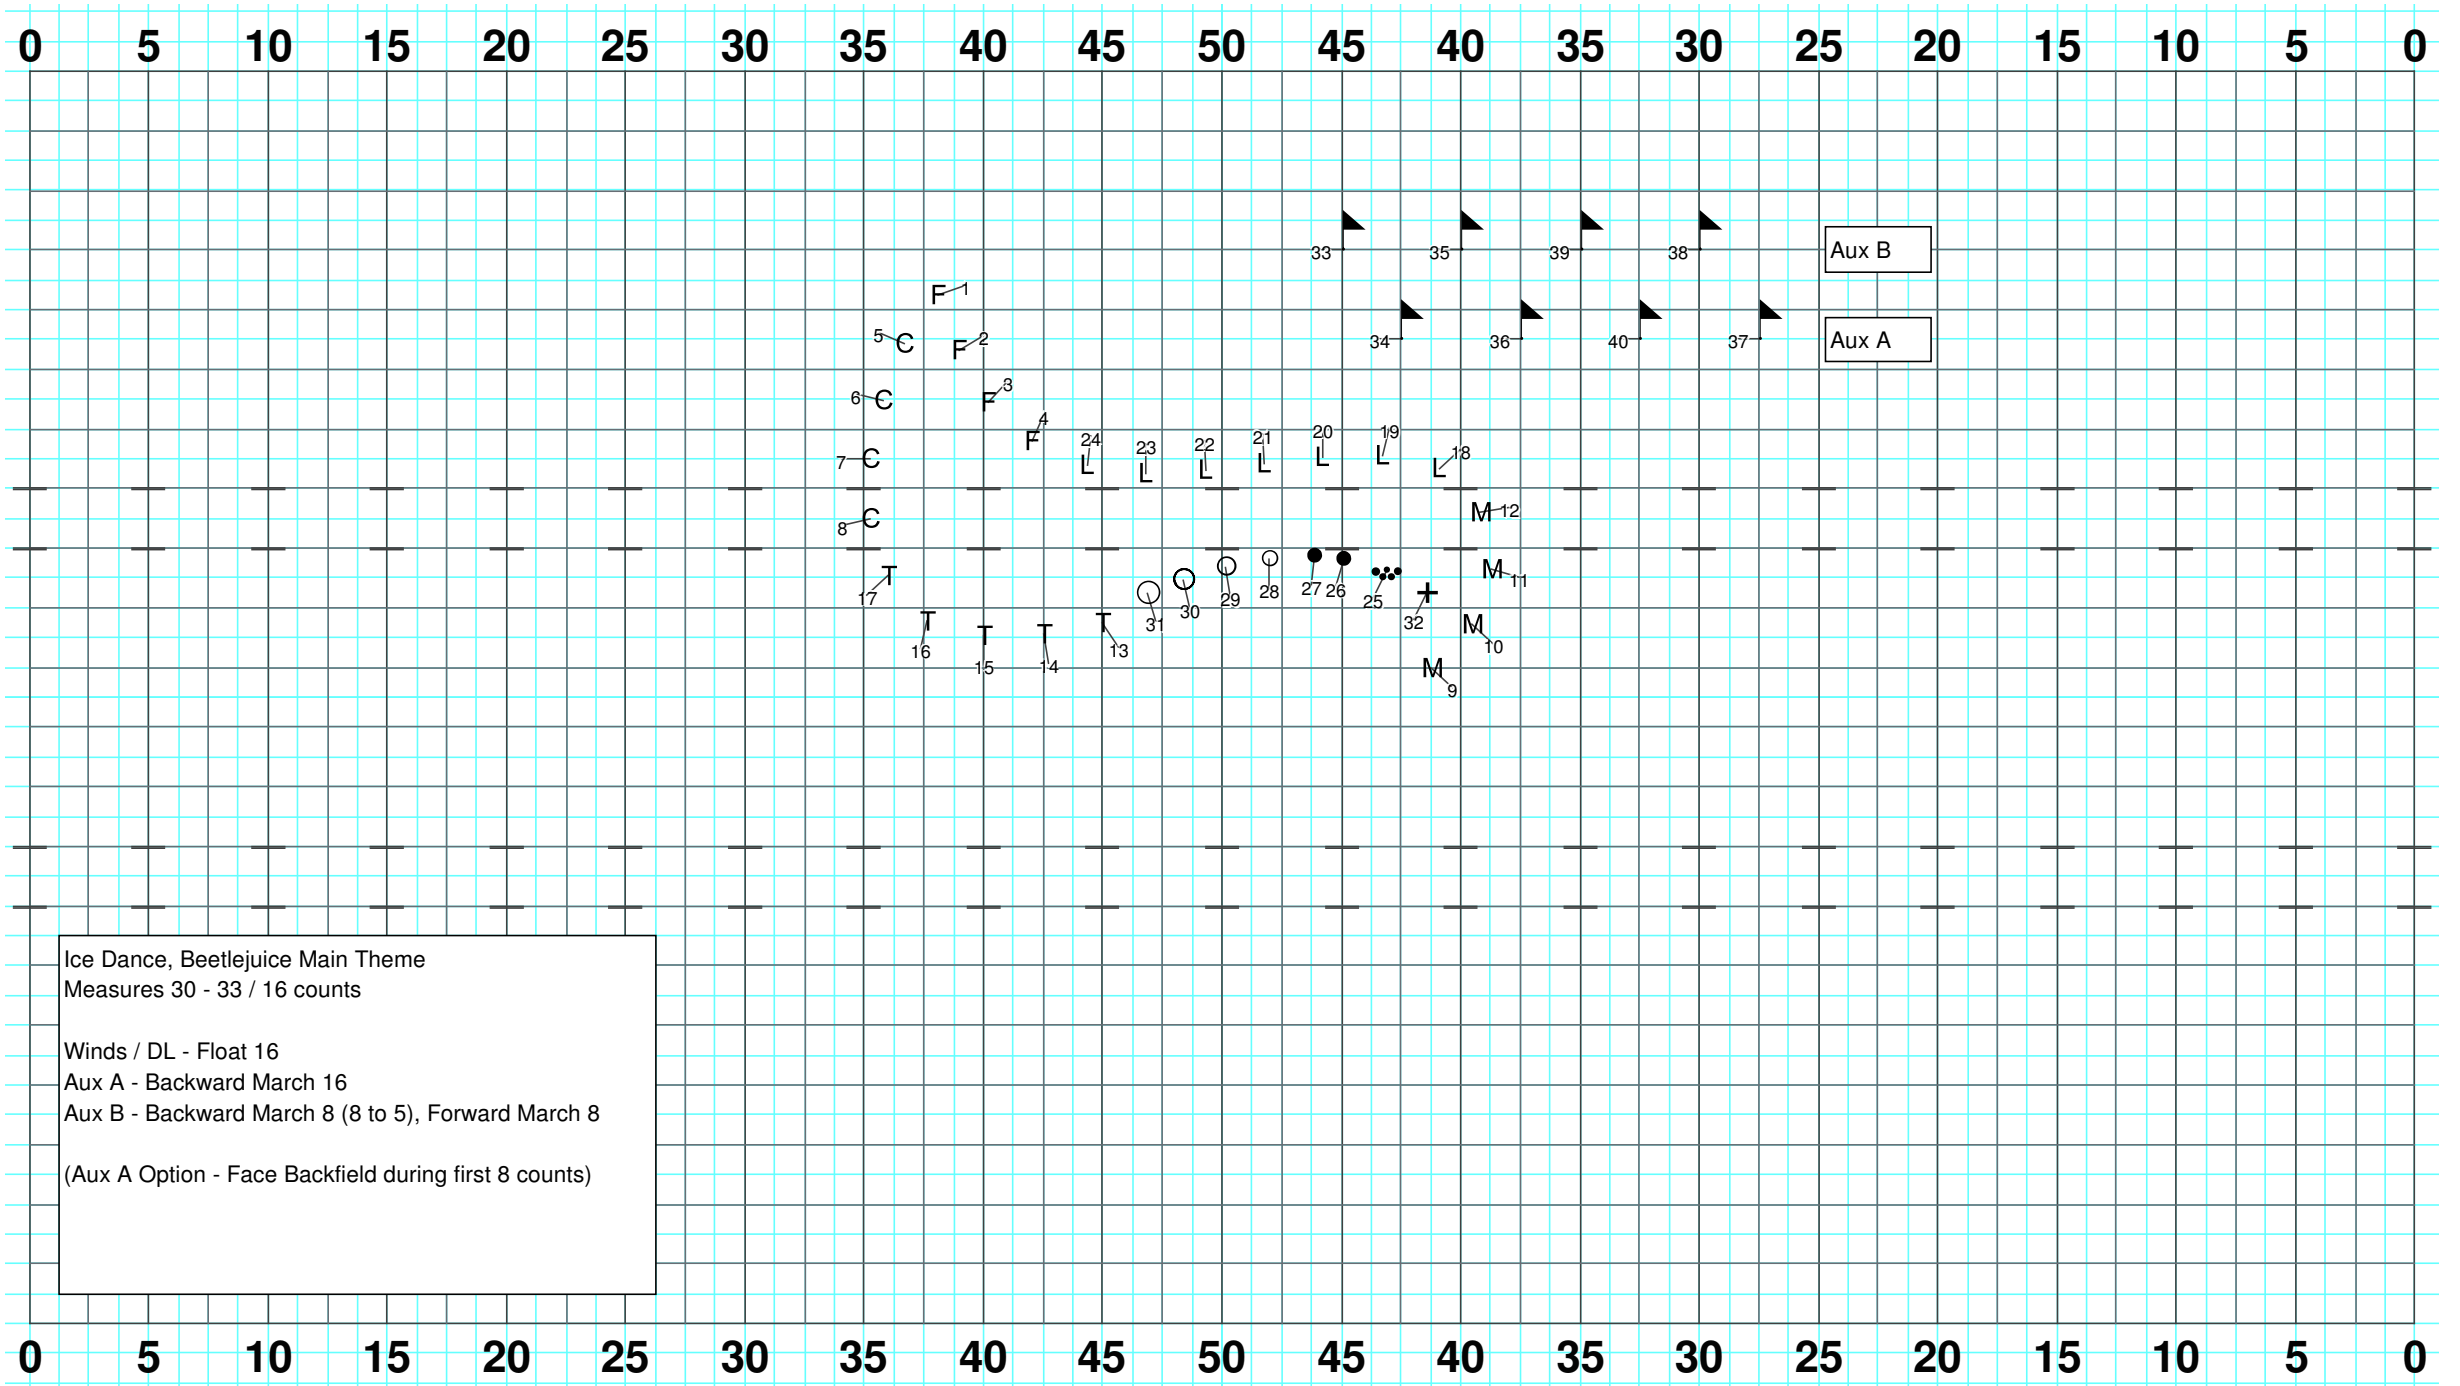 0 5 10 15 20 25 30 35 40 45 50 45 40 35 30 25 20 15 10 5 0
33 35 39 38 Aux B
F 1
34 36 40 37 Aux A
5 C F 2
6 C F 3
F 4
24 23 22 21 20 19 18
L L L L L L L
7 C
M 12
8 C
T 17
27 26 28 29 30 31 25 32
M 11
T 16 T 15 T 14 T 13
M 10
M 9
Ice Dance, Beetlejuice Main Theme
Measures 30 - 33 / 16 counts
Winds / DL - Float 16
Aux A - Backward March 16
Aux B - Backward March 8 (8 to 5), Forward March 8
(Aux A Option - Face Backfield during first 8 counts)
0 5 10 15 20 25 30 35 40 45 50 45 40 35 30 25 20 15 10 5 0